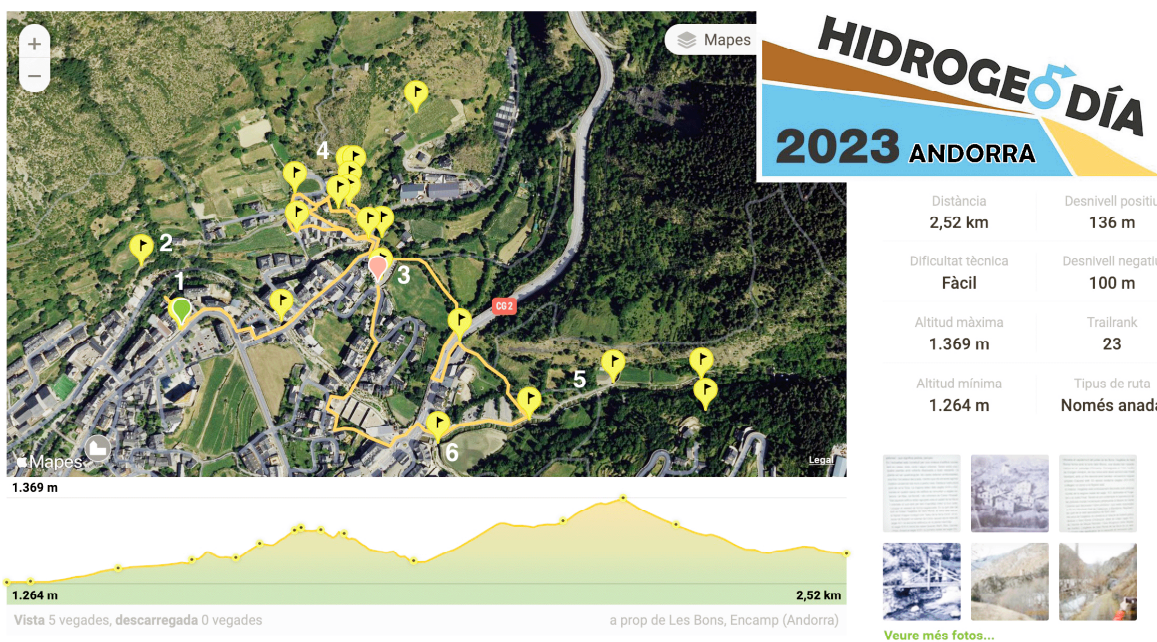 +
−
Mapes
HIDROGEODÍA
2023 ANDORRA
4
2
1
3
CG2
5
6
Mapes
Legal
Distància
2,52 km
Desnivell positiu
136 m
Dificultat tècnica
Fàcil
Desnivell negatiu
100 m
Altitud màxima
1.369 m
Trailrank
23
Altitud mínima
1.264 m
Tipus de ruta
Només anad
1.369 m
1.264 m
2,52 km
Vista 5 vegades, descarregada 0 vegades
a prop de Les Bons, Encamp (Andorra)
Veure més fotos...